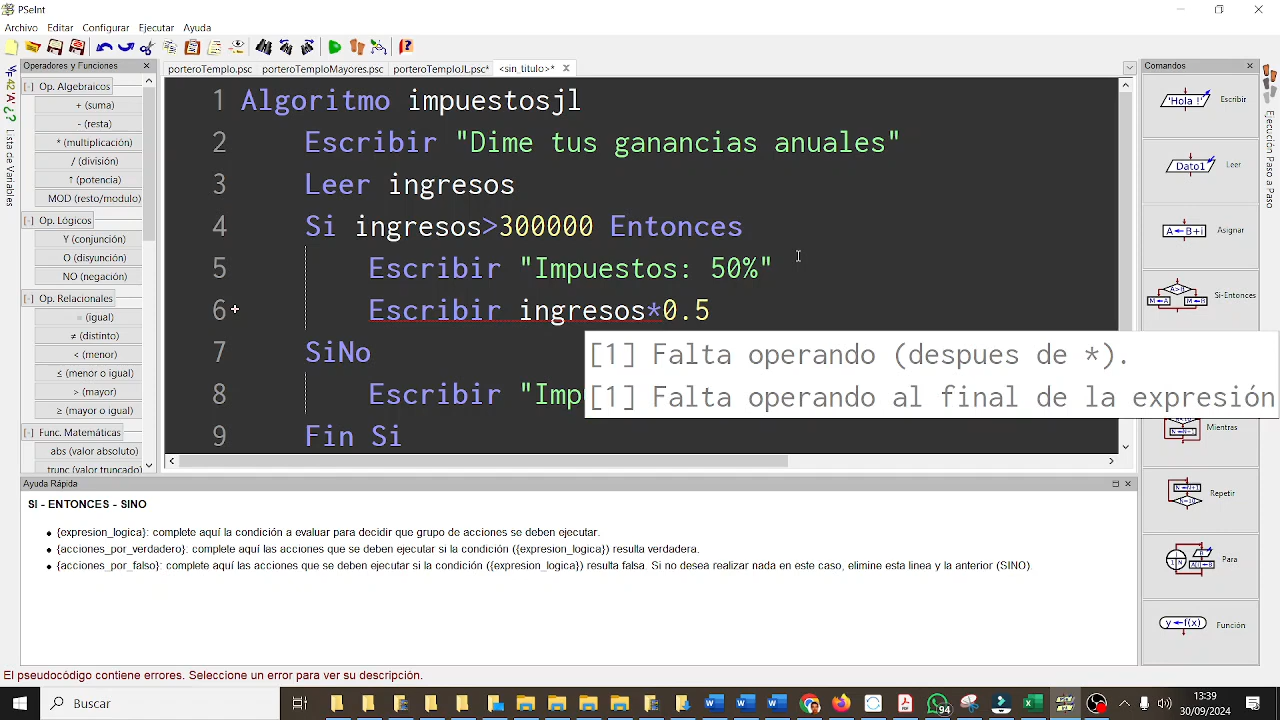 PSeInt
Archivo Editar Configurar Ejecutar Ayuda
Operadores y Funciones
[-] Op. Algebraicos
+ (suma)
- (resta)
* (multiplicación)
/ (división)
↑ (potencia)
MOD (resto/modulo)
[-] Op. Lógicos
Y (conjunción)
O (disyunción)
NO (negación)
[-] Op. Relacionales
= (igual)
≠ (distinto)
< (menor)
≤ (menor o igual)
> (mayor)
≥ (mayor o igual)
[-] Func. Matemáticas
abs (valor absoluto)
trunc (valor truncado)
Lista de Variables
porteroTemplo.psc porteroTemploMayores.psc porteroTemploJL.psc* <sin_titulo>*
1 Algoritmo impuestosjl
2 Escribir "Dime tus ganancias anuales"
3 Leer ingresos
4 Si ingresos>300000 Entonces
5 Escribir "Impuestos: 50%"
6 Escribir ingresos*0.5
7 SiNo
[1] Falta operando (despues de *).
8 Escribir "Imp
[1] Falta operando al final de la expresión
9 Fin Si
Comandos
'Hola !' Escribir
Dato1 Leer
A←B+i Asignar
Si-Entonces
Mientras
Repetir
Para
y←f(x) Función
Ejecución Paso a Paso
Ayuda Rápida
SI - ENTONCES - SINO
{expresion_logica}: complete aquí la condición a evaluar para decidir que grupo de acciones se deben ejecutar.
{acciones_por_verdadero}: complete aquí las acciones que se deben ejecutar si la condición ({expresion_logica}) resulta verdadera.
{acciones_por_falso}: complete aquí las acciones que se deben ejecutar si la condición ({expresion_logica}) resulta falsa. Si no desea realizar nada en este caso, elimine esta linea y la anterior (SINO).
El pseudocódigo contiene errores. Seleccione un error para ver su descripción.
Buscar
94
13:39
30/09/2024